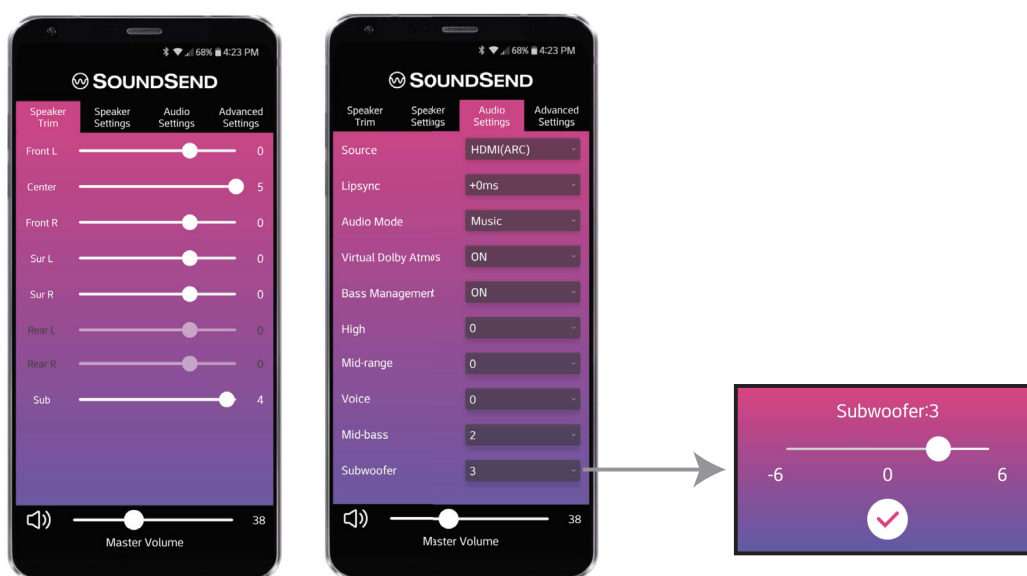 68% 4:23 PM
SOUNDSEND
Speaker Trim
Speaker Settings
Audio Settings
Advanced Settings
Front L 0
Center 5
Front R 0
Sur L 0
Sur R 0
Rear L 0
Rear R 0
Sub 4
38
Master Volume
68% 4:23 PM
SOUNDSEND
Speaker Trim
Speaker Settings
Audio Settings
Advanced Settings
Source HDMI(ARC)
Lipsync +0ms
Audio Mode Music
Virtual Dolby Atmos ON
Bass Management ON
High 0
Mid-range 0
Voice 0
Mid-bass 2
Subwoofer 3
38
Master Volume
Subwoofer:3
-6 0 6